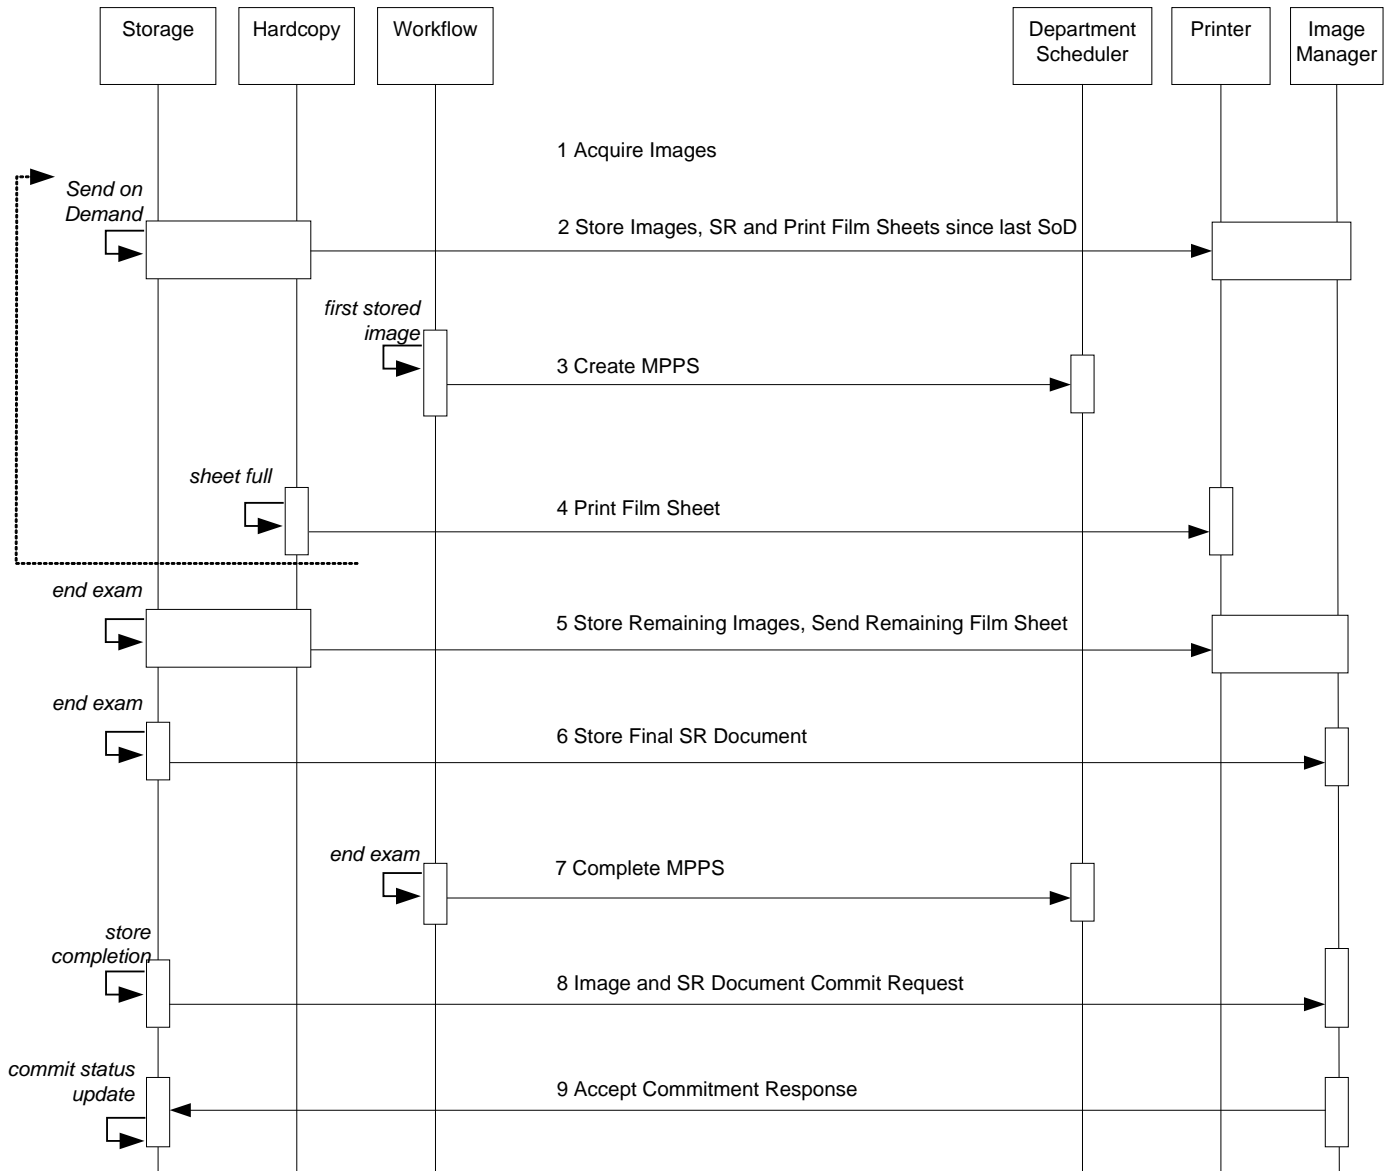 Storage
Hardcopy
Workflow
Department
Scheduler
Printer
Image
Manager
1 Acquire Images
Send on
Demand
2 Store Images, SR and Print Film Sheets since last SoD
first stored
image
3 Create MPPS
sheet full
4 Print Film Sheet
end exam
5 Store Remaining Images, Send Remaining Film Sheet
end exam
6 Store Final SR Document
end exam
7 Complete MPPS
store
completion
8 Image and SR Document Commit Request
commit status
update
9 Accept Commitment Response